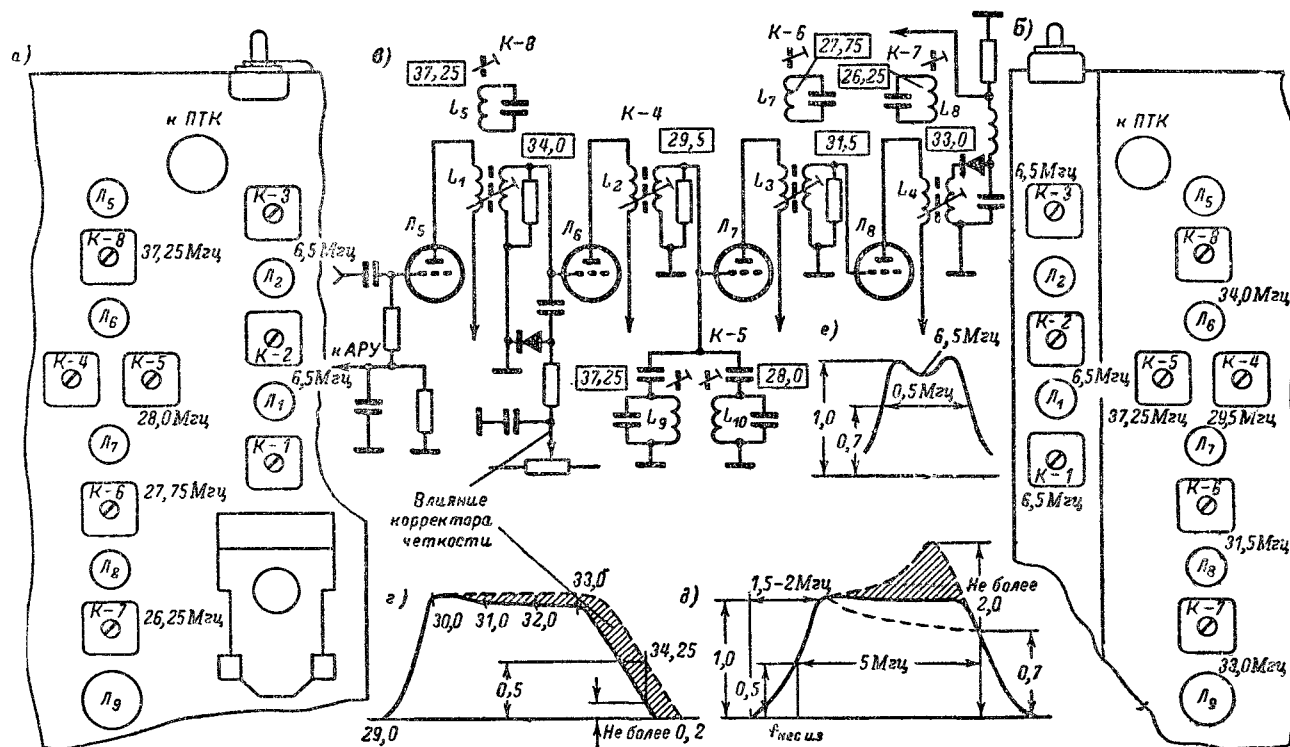 а)
к ПТК
Л₅
К-8
37,25 Мгц
Л₆
К-4
К-5
28,0 Мгц
Л₇
К-6
27,75 Мгц
Л₈
К-7
26,25 Мгц
Л₉
К-3
6,5 Мгц
Л₂
К-2
6,5 Мгц
Л₁
К-1
в)
К-8
37,25
L₅
34,0
L₁
Л₅
к АРУ
К-4
29,5
L₂
Л₆
К-6
27,75
L₇
К-7
26,25
L₈
31,5
L₃
Л₇
33,0
L₄
Л₈
К-5
37,25
28,0
L₉
L₁₀
Влияние
корректора
четкости
г)
30,0
31,0
32,0
33,0
34,25
0,5
29,0
Не более 0,2
е)
6,5 Мгц
0,5 Мгц
1,0
0,7
д)
1,5-2 Мгц
Не более
2,0
1,0
0,5
5 Мгц
0,7
fнес из
б)
к ПТК
6,5 Мгц
К-3
Л₂
К-2
6,5 Мгц
Л₁
К-1
6,5 Мгц
Л₅
К-8
34,0 Мгц
Л₆
К-5
К-4
37,25 Мгц
29,5 Мгц
Л₇
К-6
31,5 Мгц
Л₈
К-7
33,0 Мгц
Л₉